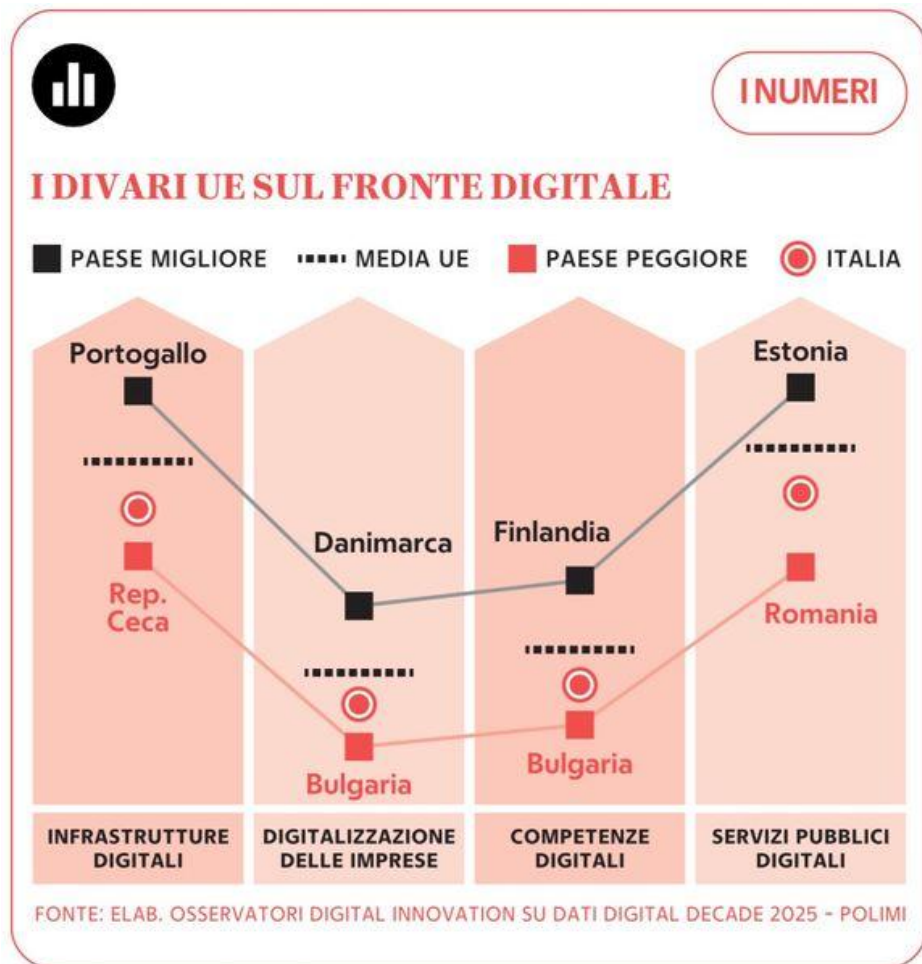 I NUMERI
I DIVARI UE SUL FRONTE DIGITALE
PAESE MIGLIORE
MEDIA UE
PAESE PEGGIORE
ITALIA
Portogallo
Rep.
Ceca
Danimarca
Bulgaria
Finlandia
Bulgaria
Estonia
Romania
INFRASTRUTTURE
DIGITALI
DIGITALIZZAZIONE
DELLE IMPRESE
COMPETENZE
DIGITALI
SERVIZI PUBBLICI
DIGITALI
FONTE: ELAB. OSSERVATORI DIGITAL INNOVATION SU DATI DIGITAL DECADE 2025 - POLIMI